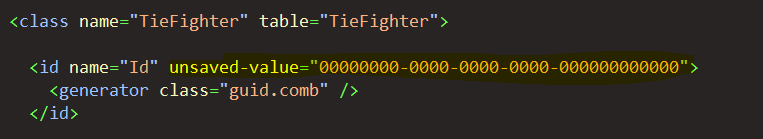 <class name="TieFighter" table="TieFighter">
<id name="Id" unsaved-value="00000000-0000-0000-0000-000000000000">
<generator class="guid.comb" />
</id>